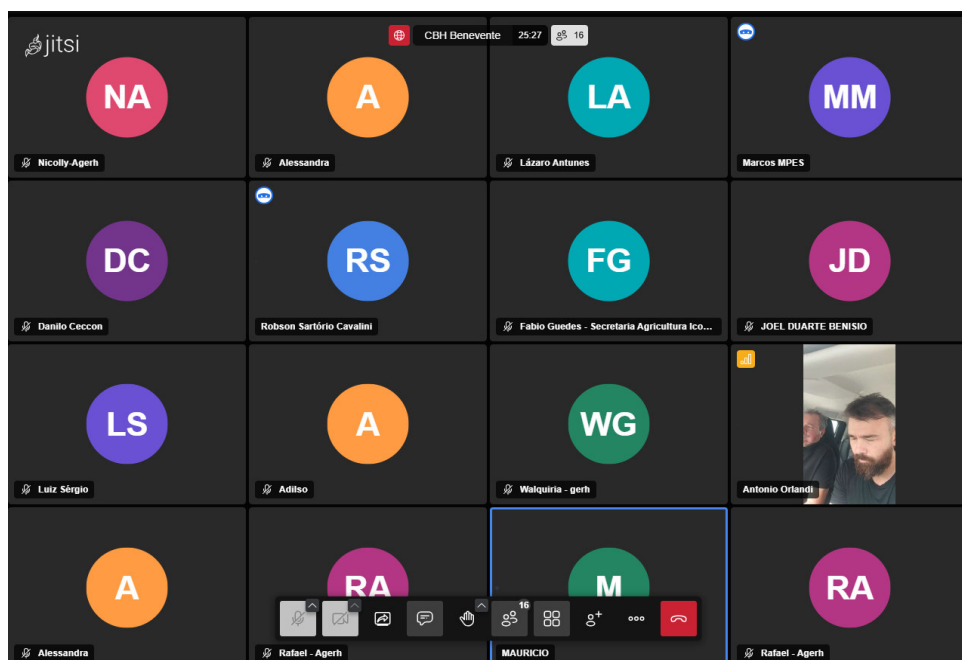 jitsi
CBH Benevente 25:27 16
NA
A
LA
MM
Nicolly-Agerh
Alessandra
Lázaro Antunes
Marcos MPES
DC
RS
FG
JD
Danilo Ceccon
Robson Sartório Cavalini
Fabio Guedes - Secretaria Agricultura Ico...
JOEL DUARTE BENISIO
LS
A
WG
Luiz Sérgio
Adilso
Walquiria - gerh
Antonio Orlandi
A
RA
M
RA
16
Alessandra
Rafael - Agerh
MAURICIO
Rafael - Agerh